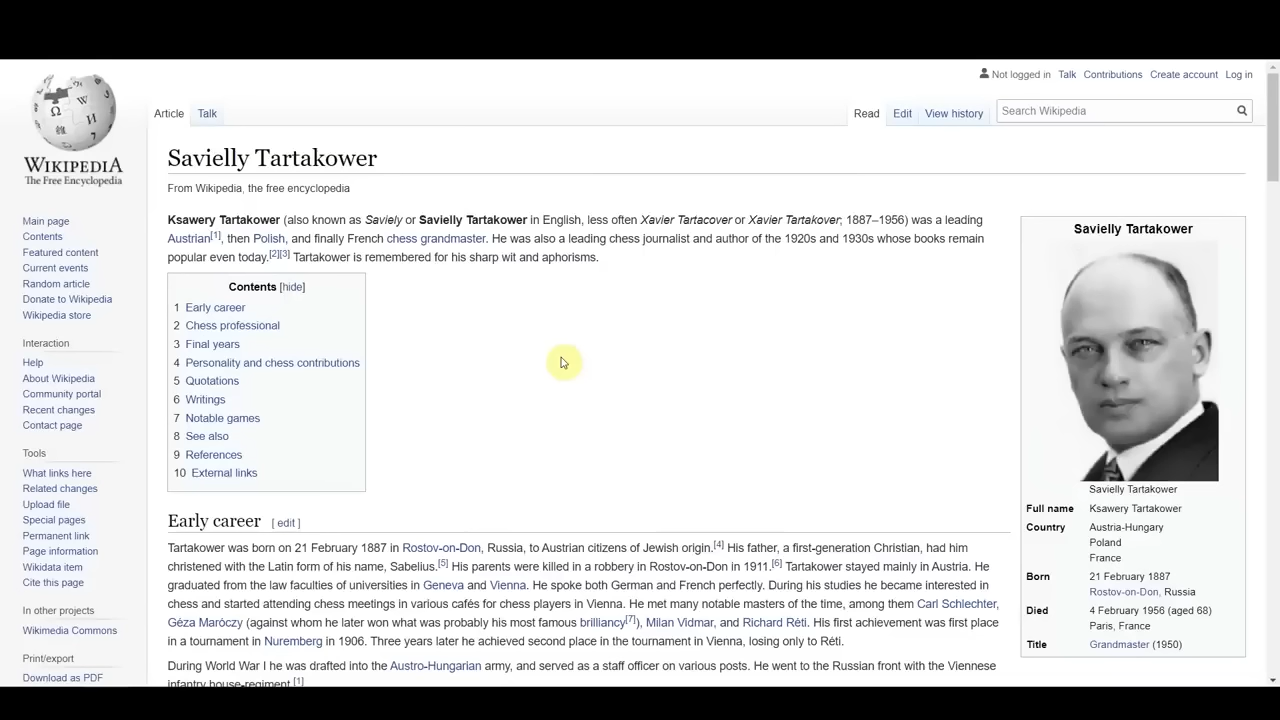 Not logged in Talk Contributions Create account Log in
Article Talk Read Edit View history Search Wikipedia
WIKIPEDIA
The Free Encyclopedia
Main page
Contents
Featured content
Current events
Random article
Donate to Wikipedia
Wikipedia store
Interaction
Help
About Wikipedia
Community portal
Recent changes
Contact page
Tools
What links here
Related changes
Upload file
Special pages
Permanent link
Page information
Wikidata item
Cite this page
In other projects
Wikimedia Commons
Print/export
Download as PDF
Savielly Tartakower
From Wikipedia, the free encyclopedia
Ksawery Tartakower (also known as Saviely or Savielly Tartakower in English, less often Xavier Tartacover or Xavier Tartakover; 1887–1956) was a leading
Austrian[1], then Polish, and finally French chess grandmaster. He was also a leading chess journalist and author of the 1920s and 1930s whose books remain
popular even today.[2][3] Tartakower is remembered for his sharp wit and aphorisms.
Contents [hide]
1 Early career
2 Chess professional
3 Final years
4 Personality and chess contributions
5 Quotations
6 Writings
7 Notable games
8 See also
9 References
10 External links
Early career [ edit ]
Tartakower was born on 21 February 1887 in Rostov-on-Don, Russia, to Austrian citizens of Jewish origin.[4] His father, a first-generation Christian, had him
christened with the Latin form of his name, Sabelius.[5] His parents were killed in a robbery in Rostov-on-Don in 1911.[6] Tartakower stayed mainly in Austria. He
graduated from the law faculties of universities in Geneva and Vienna. He spoke both German and French perfectly. During his studies he became interested in
chess and started attending chess meetings in various cafés for chess players in Vienna. He met many notable masters of the time, among them Carl Schlechter,
Géza Maróczy (against whom he later won what was probably his most famous brilliancy[7]), Milan Vidmar, and Richard Réti. His first achievement was first place
in a tournament in Nuremberg in 1906. Three years later he achieved second place in the tournament in Vienna, losing only to Réti.
During World War I he was drafted into the Austro-Hungarian army, and served as a staff officer on various posts. He went to the Russian front with the Viennese
infantry house-regiment.[1]
Savielly Tartakower
Savielly Tartakower
Full name Ksawery Tartakower
Country Austria-Hungary
Poland
France
Born 21 February 1887
Rostov-on-Don, Russia
Died 4 February 1956 (aged 68)
Paris, France
Title Grandmaster (1950)